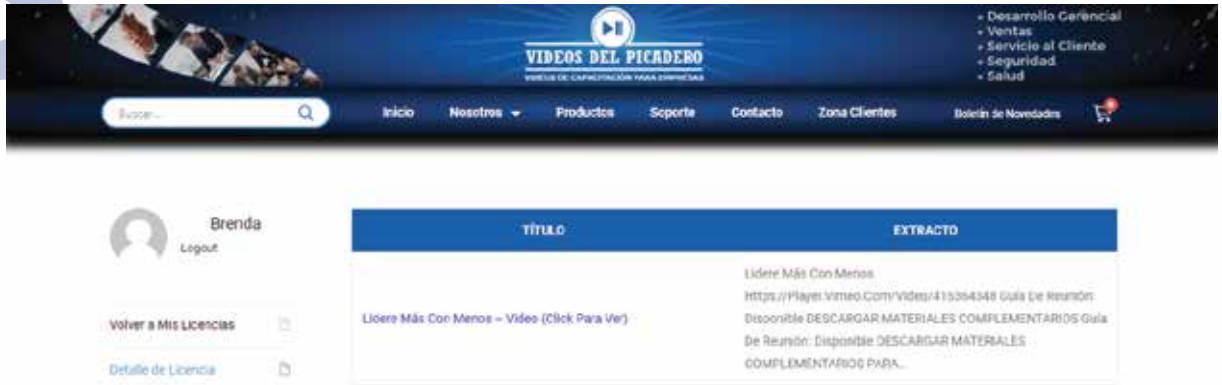 - Desarrollo Gerencial
- Ventas
- Servicio al Cliente
- Seguridad
- Salud
VIDEOS DEL PICADERO
VIDEOS DE CAPACITACIÓN PARA EMPRESAS
Buscar...
Inicio Nosotros Productos Soporte Contacto Zona Clientes Boletín de Novedades
Brenda
Logout
Volver a Mis Licencias
Detalle de Licencia
TÍTULO EXTRACTO
Lidere Más Con Menos – Video (Click Para Ver)
Lidere Más Con Menos
Https://Player.Vimeo.Com/Video/415364348 Guía De Reunión:
Disponible DESCARGAR MATERIALES COMPLEMENTARIOS Guía
De Reunión: Disponible DESCARGAR MATERIALES
COMPLEMENTARIOS PARA...